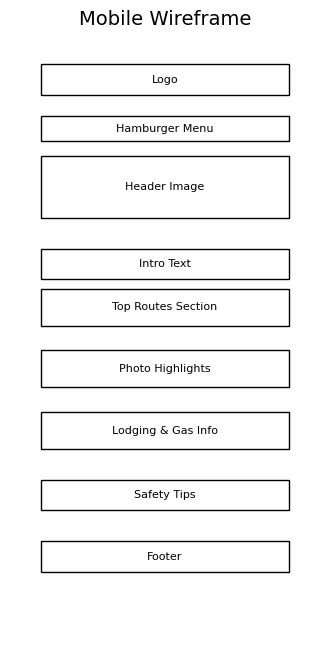 Mobile Wireframe
Logo
Hamburger Menu
Header Image
Intro Text
Top Routes Section
Photo Highlights
Lodging & Gas Info
Safety Tips
Footer